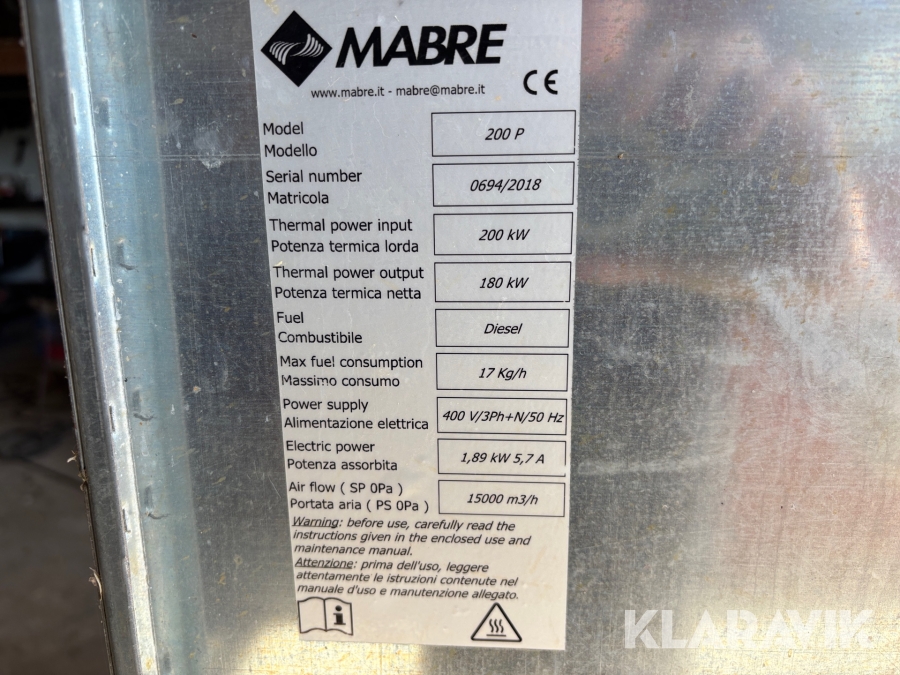 MABRE
www.mabre.it - mabre@mabre.it
CE
Model
Modello
200 P
Serial number
Matricola
0694/2018
Thermal power input
Potenza termica lorda
200 kW
Thermal power output
Potenza termica netta
180 kW
Fuel
Combustibile
Diesel
Max fuel consumption
Massimo consumo
17 Kg/h
Power supply
Alimentazione elettrica
400 V/3Ph+N/50 Hz
Electric power
Potenza assorbita
1,89 kW 5,7 A
Air flow ( SP 0Pa )
Portata aria ( PS 0Pa )
15000 m3/h
Warning: before use, carefully read the
instructions given in the enclosed use and
maintenance manual.
Attenzione: prima dell'uso, leggere
attentamente le istruzioni contenute nel
manuale d'uso e manutenzione allegato.
KLARAVIK